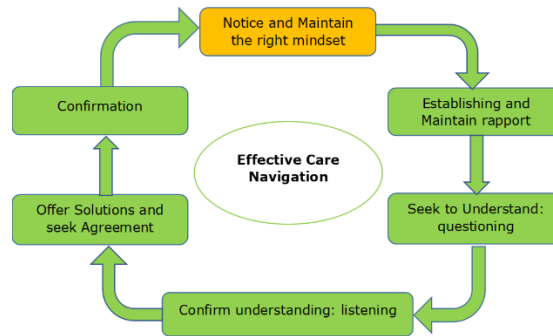 Notice and Maintain
the right mindset
Establishing and
Maintain rapport
Seek to Understand:
questioning
Confirm understanding: listening
Offer Solutions and
seek Agreement
Confirmation
Effective Care
Navigation